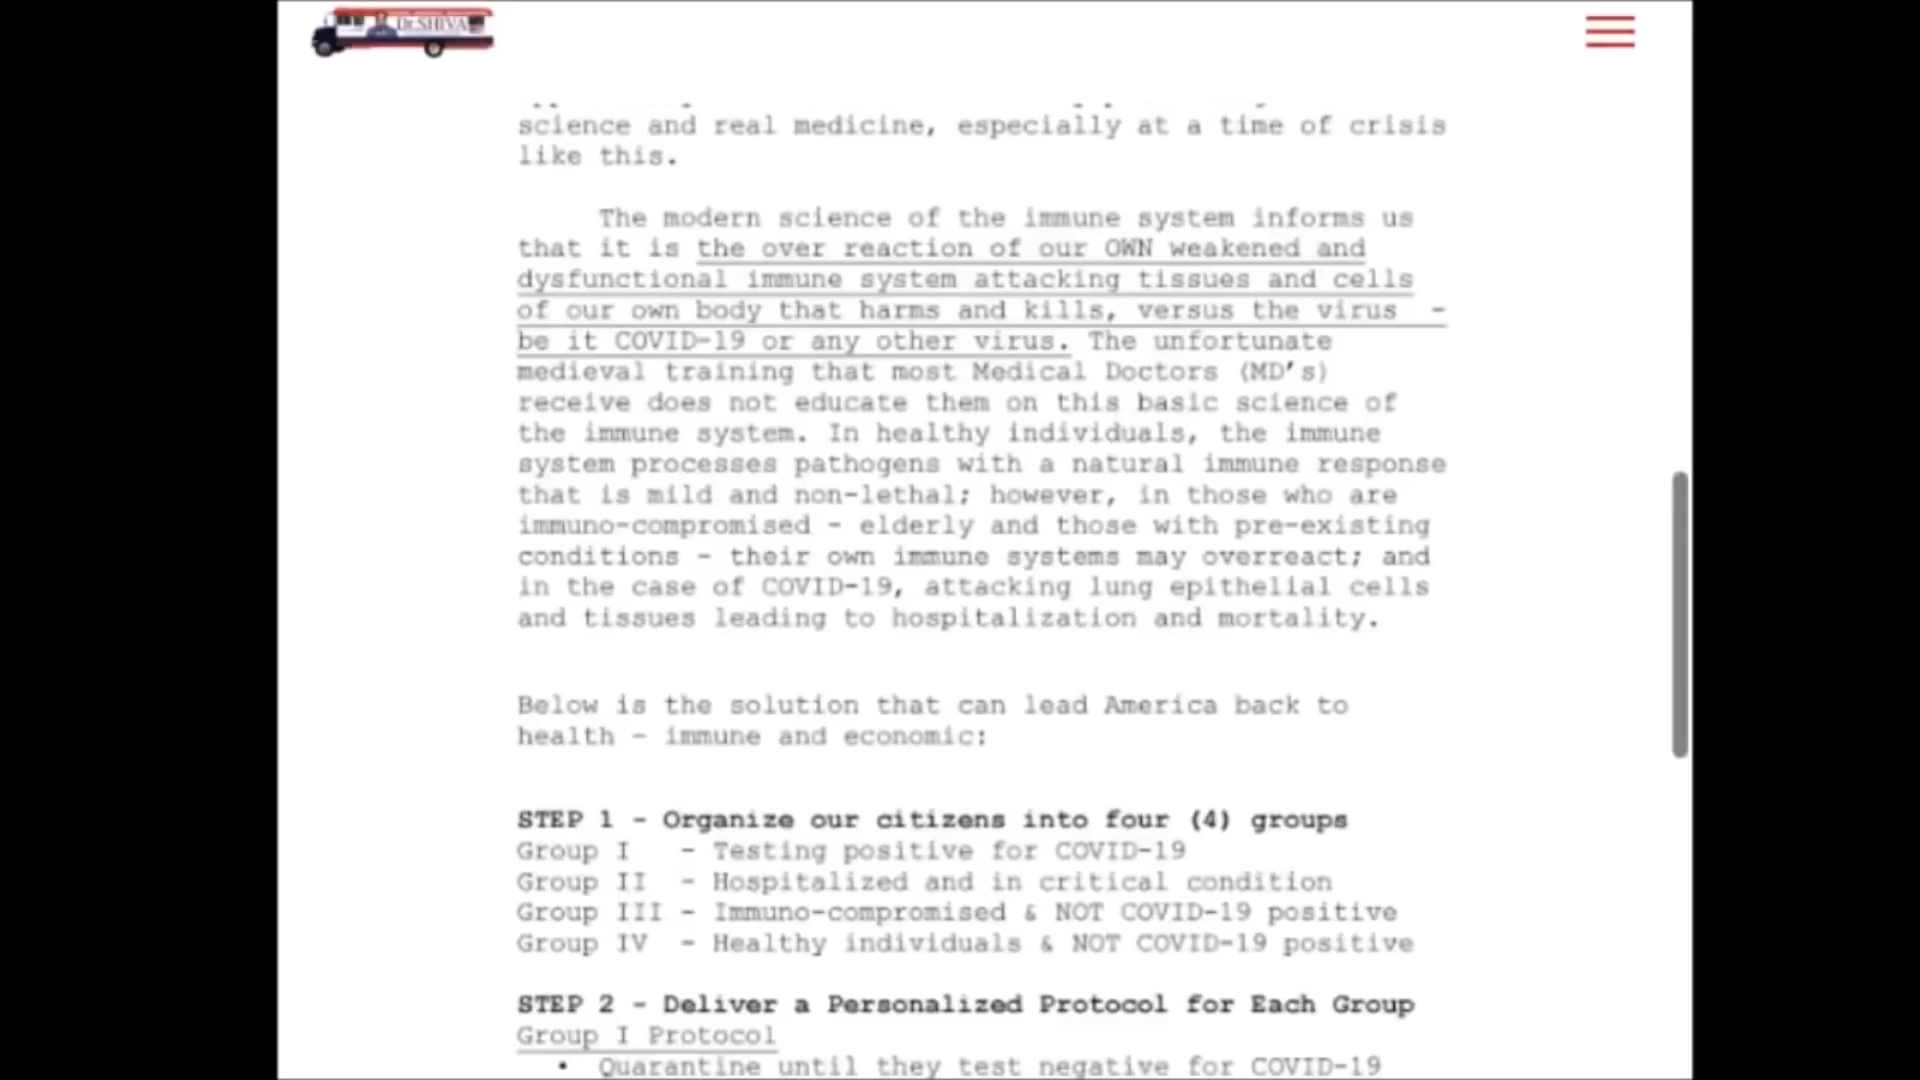 Dr.SHIVA
science and real medicine, especially at a time of crisis
like this.
The modern science of the immune system informs us
that it is the over reaction of our OWN weakened and
dysfunctional immune system attacking tissues and cells
of our own body that harms and kills, versus the virus -
be it COVID-19 or any other virus. The unfortunate
medieval training that most Medical Doctors (MD's)
receive does not educate them on this basic science of
the immune system. In healthy individuals, the immune
system processes pathogens with a natural immune response
that is mild and non-lethal; however, in those who are
immuno-compromised - elderly and those with pre-existing
conditions - their own immune systems may overreact; and
in the case of COVID-19, attacking lung epithelial cells
and tissues leading to hospitalization and mortality.
Below is the solution that can lead America back to
health - immune and economic:
STEP 1 - Organize our citizens into four (4) groups
Group I - Testing positive for COVID-19
Group II - Hospitalized and in critical condition
Group III - Immuno-compromised & NOT COVID-19 positive
Group IV - Healthy individuals & NOT COVID-19 positive
STEP 2 - Deliver a Personalized Protocol for Each Group
Group I Protocol
• Quarantine until they test negative for COVID-19